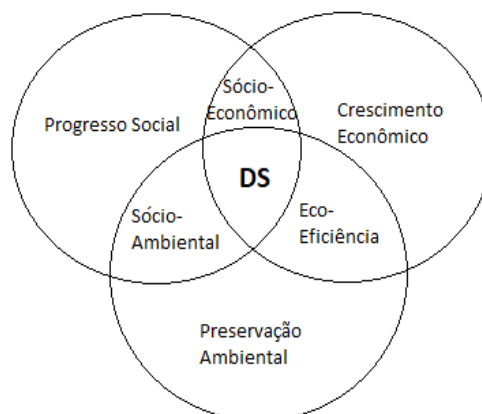 Sócio-
Econômico
Progresso Social
Crescimento
Econômico
DS
Sócio-
Ambiental
Eco-
Eficiência
Preservação
Ambiental